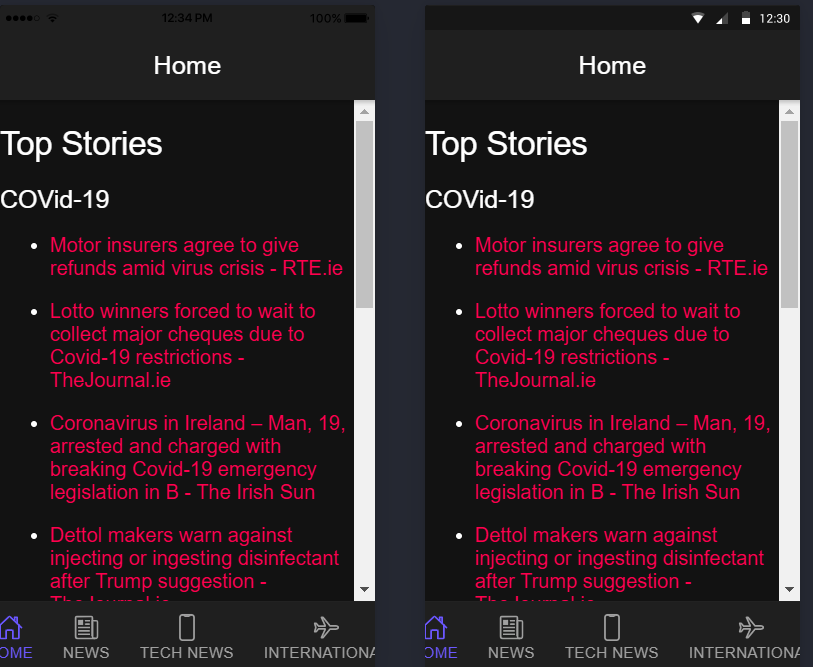 12:34 PM 100%
Home
Top Stories
COVid-19
Motor insurers agree to give
refunds amid virus crisis - RTE.ie
Lotto winners forced to wait to
collect major cheques due to
Covid-19 restrictions -
TheJournal.ie
Coronavirus in Ireland – Man, 19,
arrested and charged with
breaking Covid-19 emergency
legislation in B - The Irish Sun
Dettol makers warn against
injecting or ingesting disinfectant
after Trump suggestion -
TheJournal.ie
OME NEWS TECH NEWS INTERNATIONA
12:30
Home
Top Stories
COVid-19
Motor insurers agree to give
refunds amid virus crisis - RTE.ie
Lotto winners forced to wait to
collect major cheques due to
Covid-19 restrictions -
TheJournal.ie
Coronavirus in Ireland – Man, 19,
arrested and charged with
breaking Covid-19 emergency
legislation in B - The Irish Sun
Dettol makers warn against
injecting or ingesting disinfectant
after Trump suggestion -
TheJournal.ie
OME NEWS TECH NEWS INTERNATIONA